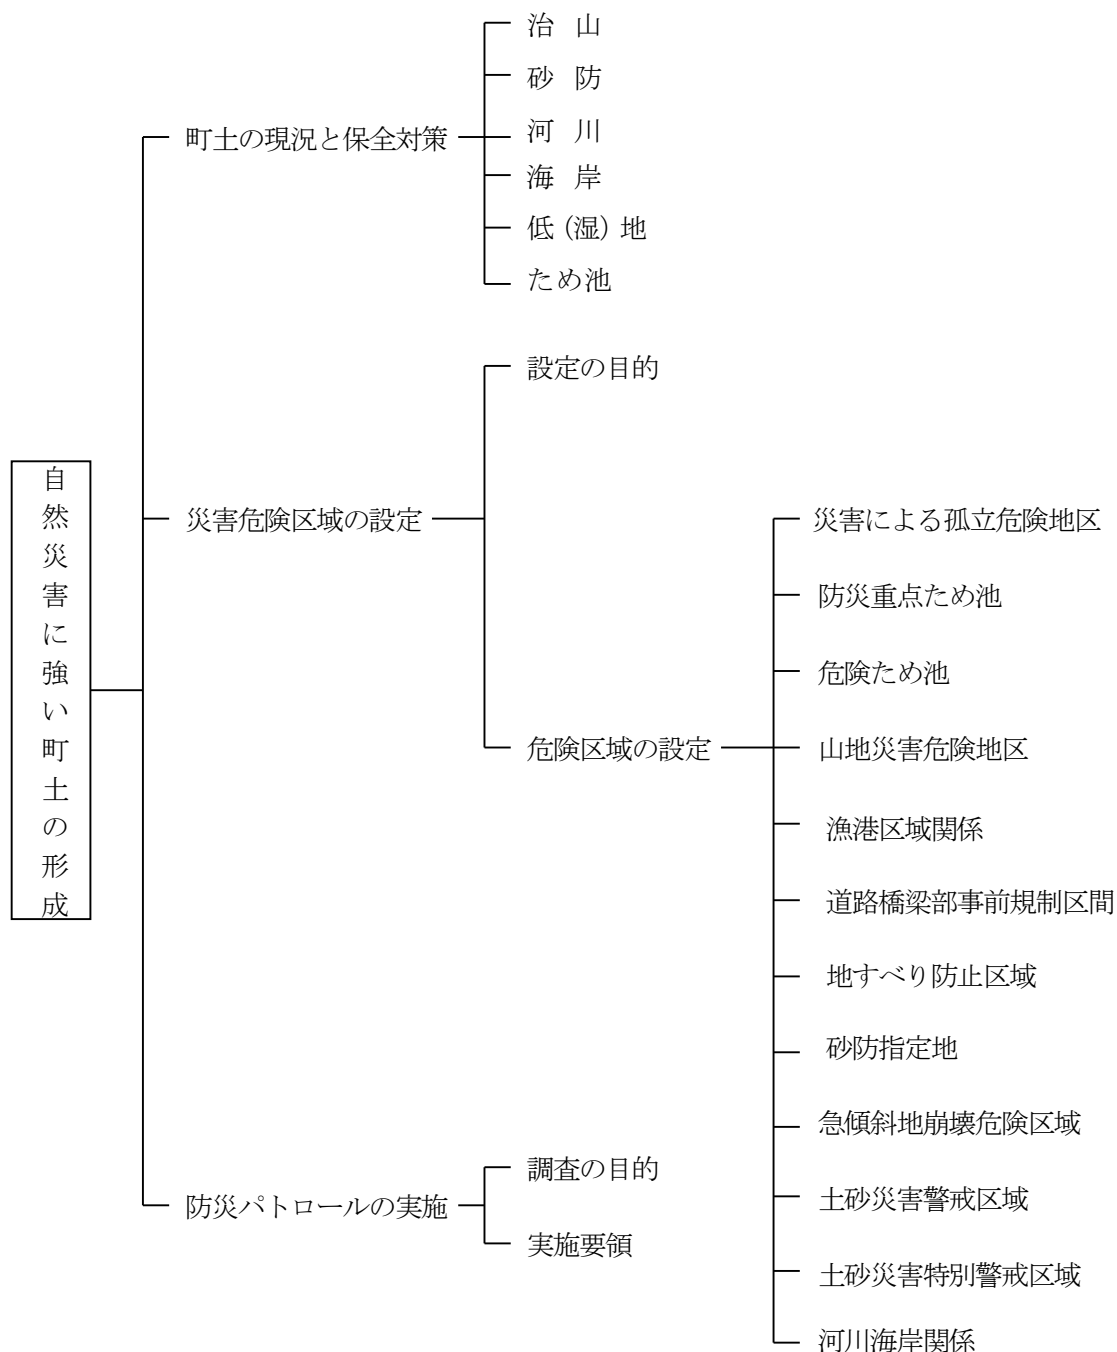 自然災害に強い町土の形成
町土の現況と保全対策
治 山
砂 防
河 川
海 岸
低（湿）地
ため池
災害危険区域の設定
設定の目的
危険区域の設定
災害による孤立危険地区
防災重点ため池
危険ため池
山地災害危険地区
漁港区域関係
道路橋梁部事前規制区間
地すべり防止区域
砂防指定地
急傾斜地崩壊危険区域
土砂災害警戒区域
土砂災害特別警戒区域
河川海岸関係
防災パトロールの実施
調査の目的
実施要領